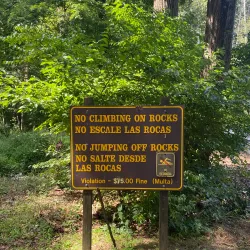 NO CLIMBING ON ROCKS
NO ESCALE LAS ROCAS
NO JUMPING OFF ROCKS
NO SALTE DESDE
LAS ROCAS
Violation - $75.00 Fine (Multa)